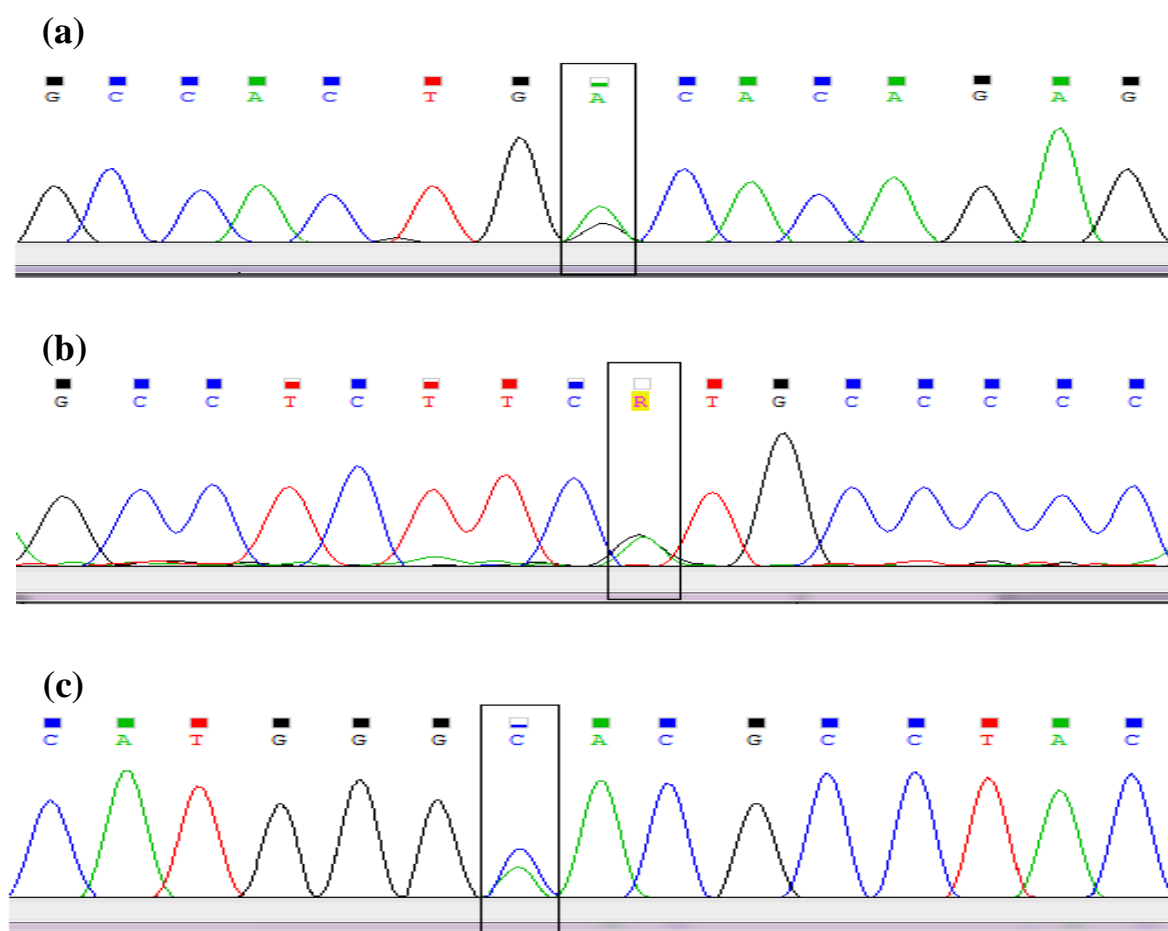 (a)
G C C A C T G A C A C A G A G
(b)
G C C T C T T C R T G C C C C C
(c)
C A T G G G C A C G C C T A C